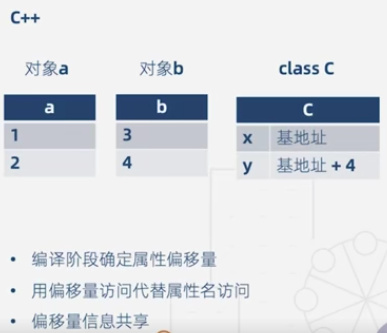 C++
对象a 对象b class C
a b C
1 3 x 基地址
2 4 y 基地址 + 4
• 编译阶段确定属性偏移量
• 用偏移量访问代替属性名访问
• 偏移量信息共享